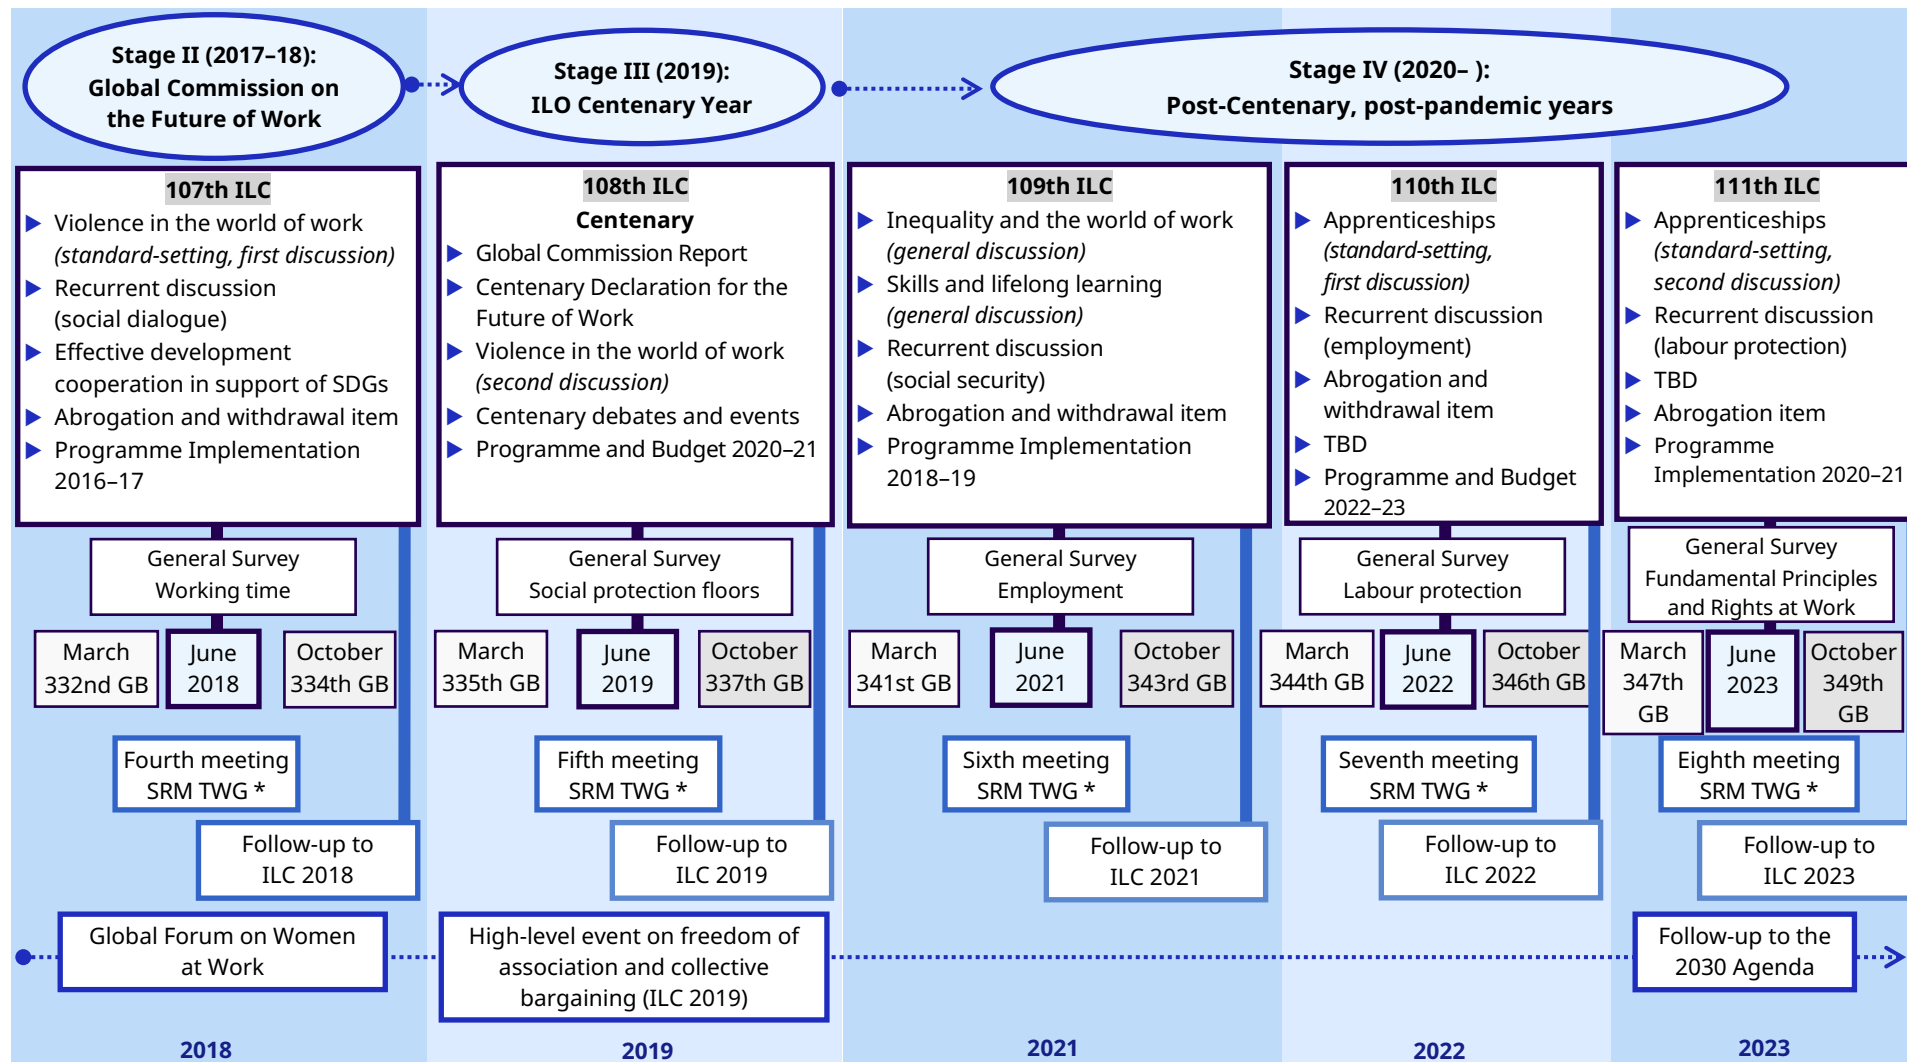 Stage II (2017–18):
Global Commission on
the Future of Work
Stage III (2019):
ILO Centenary Year
Stage IV (2020– ):
Post-Centenary, post-pandemic years
107th ILC
Violence in the world of work
(standard-setting, first discussion)
Recurrent discussion
(social dialogue)
Effective development
cooperation in support of SDGs
Abrogation and withdrawal item
Programme Implementation
2016–17
108th ILC
Centenary
Global Commission Report
Centenary Declaration for the
Future of Work
Violence in the world of work
(second discussion)
Centenary debates and events
Programme and Budget 2020–21
109th ILC
Inequality and the world of work
(general discussion)
Skills and lifelong learning
(general discussion)
Recurrent discussion
(social security)
Abrogation and withdrawal item
Programme Implementation
2018–19
110th ILC
Apprenticeships
(standard-setting,
first discussion)
Recurrent discussion
(employment)
Abrogation and
withdrawal item
TBD
Programme and Budget
2022–23
111th ILC
Apprenticeships
(standard-setting,
second discussion)
Recurrent discussion
(labour protection)
TBD
Abrogation item
Programme
Implementation 2020–21
General Survey
Working time
General Survey
Social protection floors
General Survey
Employment
General Survey
Labour protection
General Survey
Fundamental Principles
and Rights at Work
March
332nd GB
June
2018
October
334th GB
March
335th GB
June
2019
October
337th GB
March
341st GB
June
2021
October
343rd GB
March
344th GB
June
2022
October
346th GB
March
347th
GB
June
2023
October
349th
GB
Fourth meeting
SRM TWG *
Fifth meeting
SRM TWG *
Sixth meeting
SRM TWG *
Seventh meeting
SRM TWG *
Eighth meeting
SRM TWG *
Follow-up to
ILC 2018
Follow-up to
ILC 2019
Follow-up to
ILC 2021
Follow-up to
ILC 2022
Follow-up to
ILC 2023
Global Forum on Women
at Work
High-level event on freedom of
association and collective
bargaining (ILC 2019)
Follow-up to the
2030 Agenda
2018
2019
2021
2022
2023